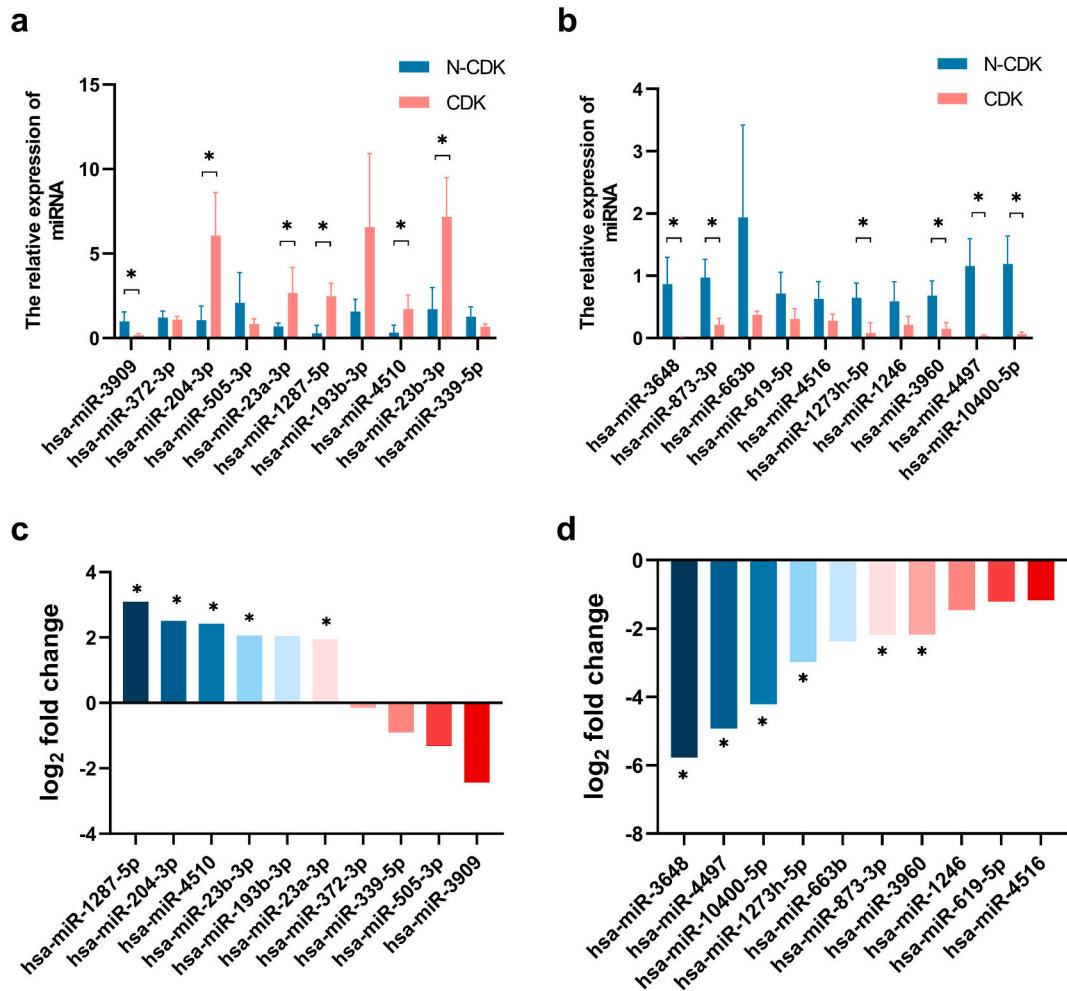 a
N-CDK
CDK
The relative expression of
miRNA
15
10
5
0
*
*
*
*
*
*
hsa-miR-3909
hsa-miR-372-3p
hsa-miR-204-3p
hsa-miR-505-3p
hsa-miR-23a-3p
hsa-miR-1287-5p
hsa-miR-193b-3p
hsa-miR-4510
hsa-miR-23b-3p
hsa-miR-339-5p
b
N-CDK
CDK
The relative expression of
miRNA
4
3
2
1
0
*
*
*
*
*
*
hsa-miR-3648
hsa-miR-873-3p
hsa-miR-663b
hsa-miR-619-5p
hsa-miR-4516
hsa-miR-1273h-5p
hsa-miR-1246
hsa-miR-3960
hsa-miR-4497
hsa-miR-10400-5p
c
log₂ fold change
4
2
0
-2
-4
*
*
*
*
*
hsa-miR-1287-5p
hsa-miR-204-3p
hsa-miR-4510
hsa-miR-23b-3p
hsa-miR-193b-3p
hsa-miR-23a-3p
hsa-miR-372-3p
hsa-miR-339-5p
hsa-miR-505-3p
hsa-miR-3909
d
log₂ fold change
0
-2
-4
-6
-8
*
*
*
*
*
*
hsa-miR-3648
hsa-miR-4497
hsa-miR-10400-5p
hsa-miR-1273h-5p
hsa-miR-663b
hsa-miR-873-3p
hsa-miR-3960
hsa-miR-1246
hsa-miR-619-5p
hsa-miR-4516